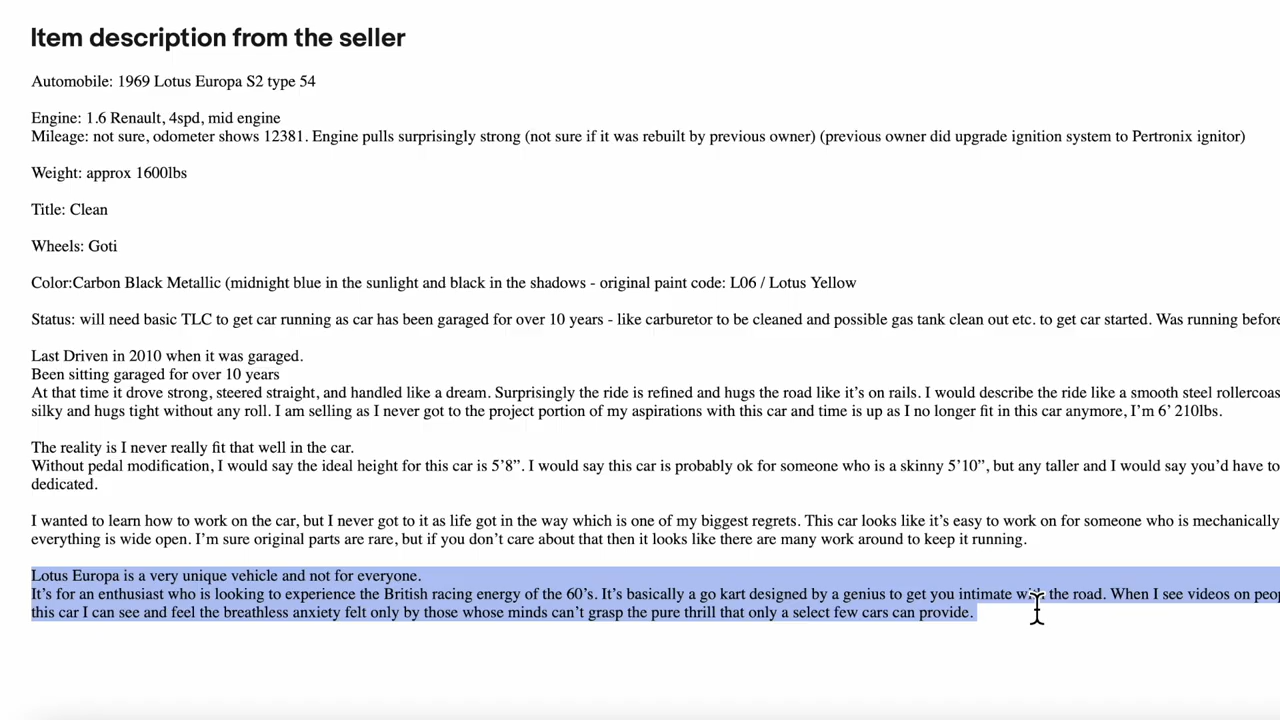 Item description from the seller
Automobile: 1969 Lotus Europa S2 type 54
Engine: 1.6 Renault, 4spd, mid engine
Mileage: not sure, odometer shows 12381. Engine pulls surprisingly strong (not sure if it was rebuilt by previous owner) (previous owner did upgrade ignition system to Pertronix ignitor)
Weight: approx 1600lbs
Title: Clean
Wheels: Goti
Color:Carbon Black Metallic (midnight blue in the sunlight and black in the shadows - original paint code: L06 / Lotus Yellow
Status: will need basic TLC to get car running as car has been garaged for over 10 years - like carburetor to be cleaned and possible gas tank clean out etc. to get car started. Was running before
Last Driven in 2010 when it was garaged.
Been sitting garaged for over 10 years
At that time it drove strong, steered straight, and handled like a dream. Surprisingly the ride is refined and hugs the road like it’s on rails. I would describe the ride like a smooth steel rollercoas
silky and hugs tight without any roll. I am selling as I never got to the project portion of my aspirations with this car and time is up as I no longer fit in this car anymore, I’m 6’ 210lbs.
The reality is I never really fit that well in the car.
Without pedal modification, I would say the ideal height for this car is 5’8”. I would say this car is probably ok for someone who is a skinny 5’10”, but any taller and I would say you’d have to
dedicated.
I wanted to learn how to work on the car, but I never got to it as life got in the way which is one of my biggest regrets. This car looks like it’s easy to work on for someone who is mechanically
everything is wide open. I’m sure original parts are rare, but if you don’t care about that then it looks like there are many work around to keep it running.
Lotus Europa is a very unique vehicle and not for everyone.
It’s for an enthusiast who is looking to experience the British racing energy of the 60’s. It’s basically a go kart designed by a genius to get you intimate with the road. When I see videos on peop
this car I can see and feel the breathless anxiety felt only by those whose minds can’t grasp the pure thrill that only a select few cars can provide.